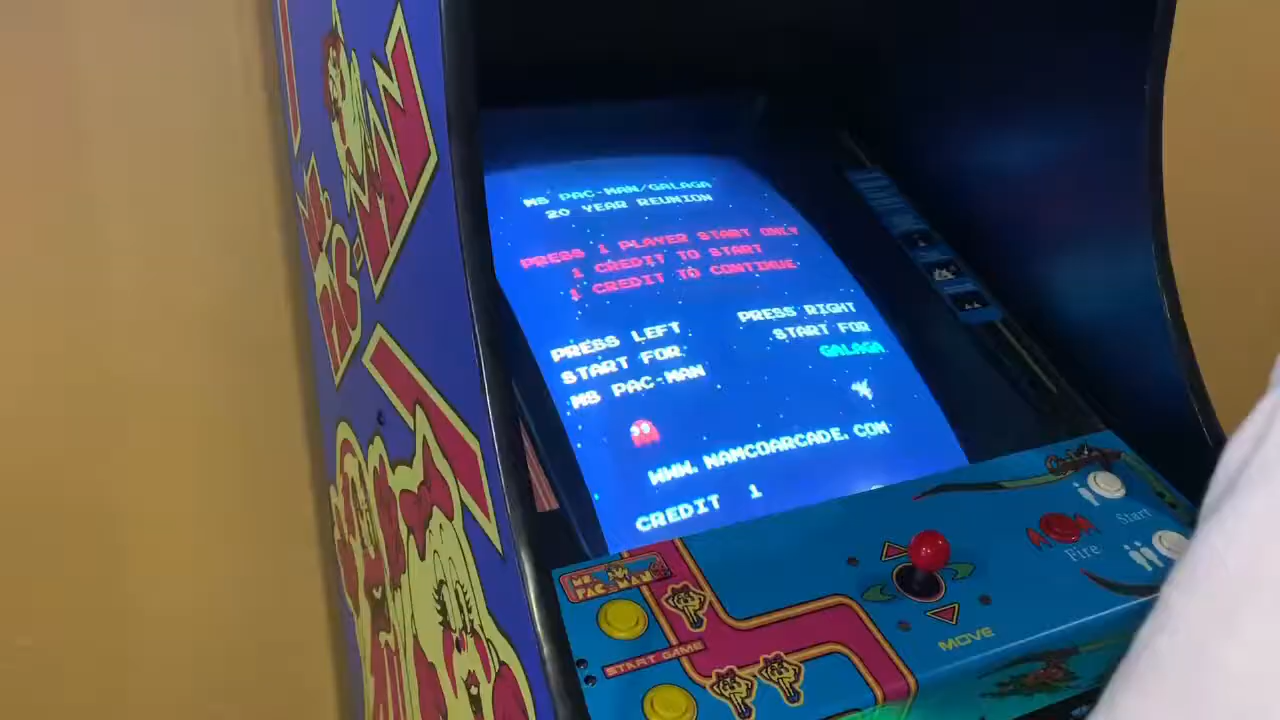 MS PAC-MAN/GALAGA
20 YEAR REUNION
PRESS 1 PLAYER START ONLY
1 CREDIT TO START
1 CREDIT TO CONTINUE
PRESS LEFT
START FOR
MS PAC-MAN
PRESS RIGHT
START FOR
GALAGA
WWW.NAMCOARCADE.COM
CREDIT 1
MS. PAC-MAN
START GAME
MOVE
Fire
Start